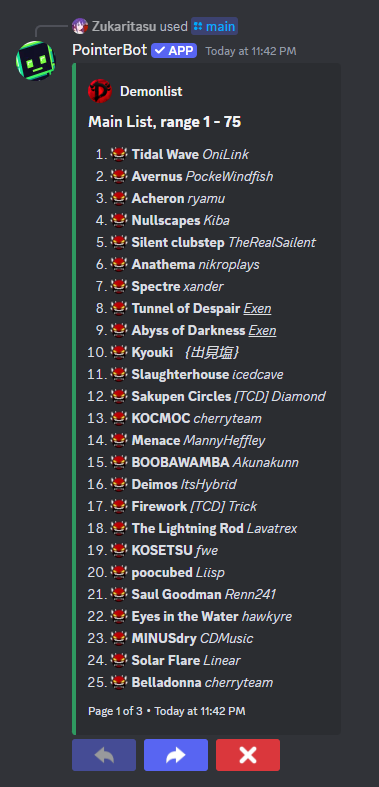 Zukaritasu used main
PointerBot APP Today at 11:42 PM
Demonlist
Main List, range 1 - 75
1. Tidal Wave OniLink
2. Avernus PockeWindfish
3. Acheron ryamu
4. Nullscapes Kiba
5. Silent clubstep TheRealSailent
6. Anathema nikroplays
7. Spectre xander
8. Tunnel of Despair Exen
9. Abyss of Darkness Exen
10. Kyouki {出見塩}
11. Slaughterhouse icedcave
12. Sakupen Circles [TCD] Diamond
13. KOCMOC cherryteam
14. Menace MannyHeffley
15. BOOBAWAMBA Akunakunn
16. Deimos ItsHybrid
17. Firework [TCD] Trick
18. The Lightning Rod Lavatrex
19. KOSETSU fwe
20. poocubed Liisp
21. Saul Goodman Renn241
22. Eyes in the Water hawkyre
23. MINUSdry CDMusic
24. Solar Flare Linear
25. Belladonna cherryteam
Page 1 of 3 • Today at 11:42 PM